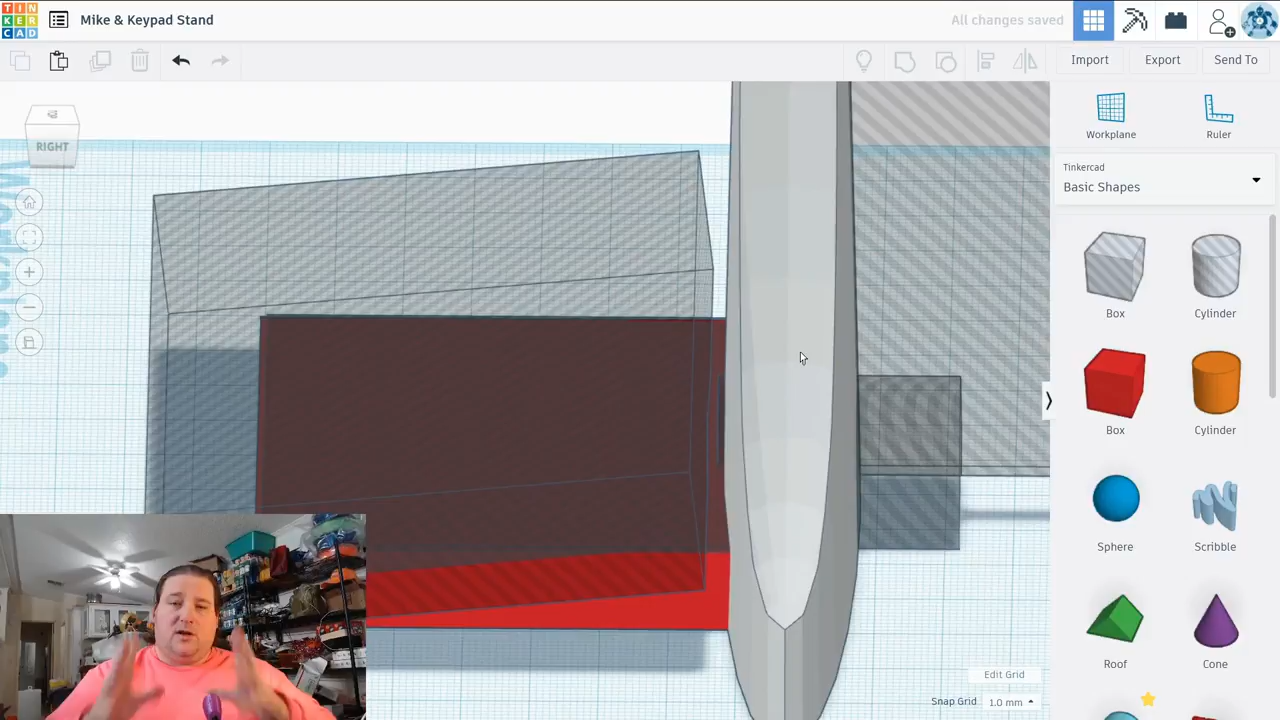 TIN
KER
CAD
Mike & Keypad Stand
All changes saved
Import
Export
Send To
RIGHT
Workplane
Ruler
Tinkercad
Basic Shapes
Box
Cylinder
Box
Cylinder
Sphere
Scribble
Roof
Cone
Edit Grid
Snap Grid
1.0 mm